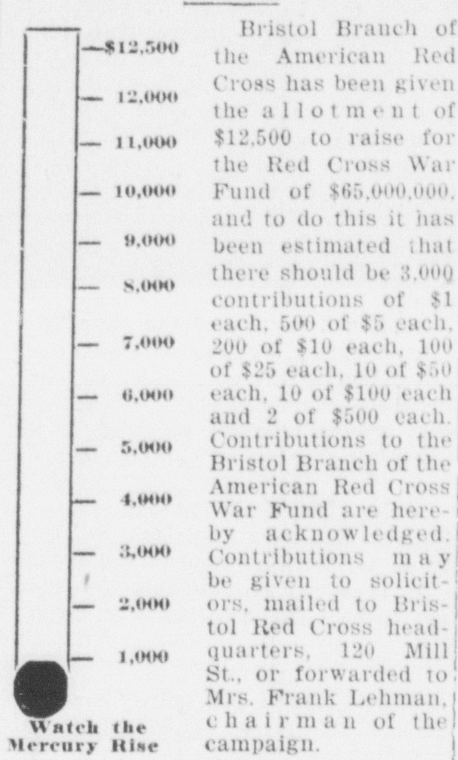 $12,500
12,000
11,000
10,000
9,000
8,000
7,000
6,000
5,000
4,000
3,000
2,000
1,000
Watch the
Mercury Rise
Bristol Branch of
the American Red
Cross has been given
the allotment of
$12,500 to raise for
the Red Cross War
Fund of $65,000,000,
and to do this it has
been estimated that
there should be 3,000
contributions of $1
each, 500 of $5 each,
200 of $10 each, 100
of $25 each, 10 of $50
each, 10 of $100 each
and 2 of $500 each.
Contributions to the
Bristol Branch of the
American Red Cross
War Fund are here-
by acknowledged.
Contributions may
be given to solicit-
ors, mailed to Bris-
tol Red Cross head-
quarters, 120 Mill
St., or forwarded to
Mrs. Frank Lehman,
chairman of the
campaign.